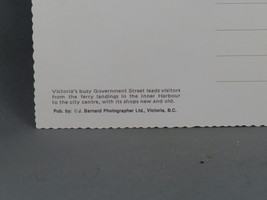 Victoria's busy Government Street leads visitors
from the ferry landings in the Inner Harbour
to the city centre, with its shops new and old.
Pub. by: ©J. Barnard Photographer Ltd., Victoria, B.C.